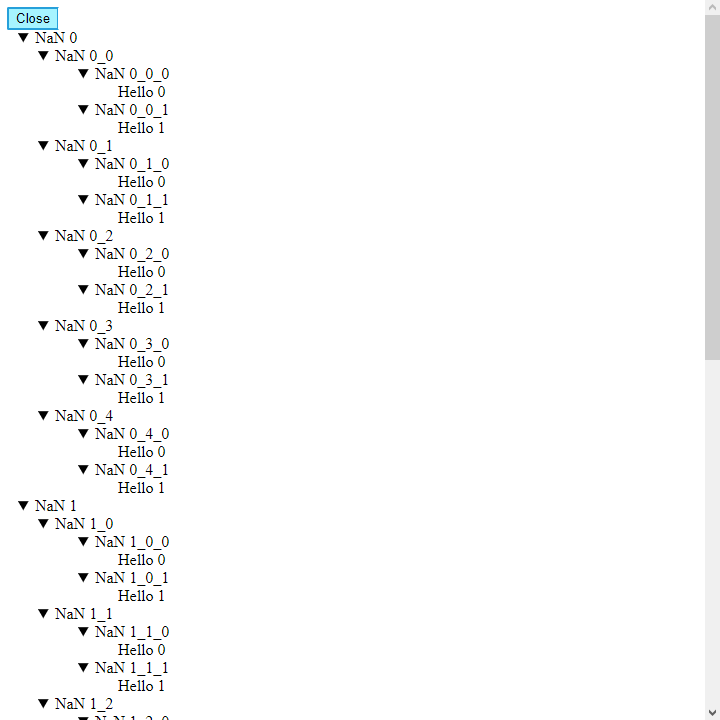 Close
NaN 0
NaN 0_0
NaN 0_0_0
Hello 0
NaN 0_0_1
Hello 1
NaN 0_1
NaN 0_1_0
Hello 0
NaN 0_1_1
Hello 1
NaN 0_2
NaN 0_2_0
Hello 0
NaN 0_2_1
Hello 1
NaN 0_3
NaN 0_3_0
Hello 0
NaN 0_3_1
Hello 1
NaN 0_4
NaN 0_4_0
Hello 0
NaN 0_4_1
Hello 1
NaN 1
NaN 1_0
NaN 1_0_0
Hello 0
NaN 1_0_1
Hello 1
NaN 1_1
NaN 1_1_0
Hello 0
NaN 1_1_1
Hello 1
NaN 1_2
NaN 1_2_0